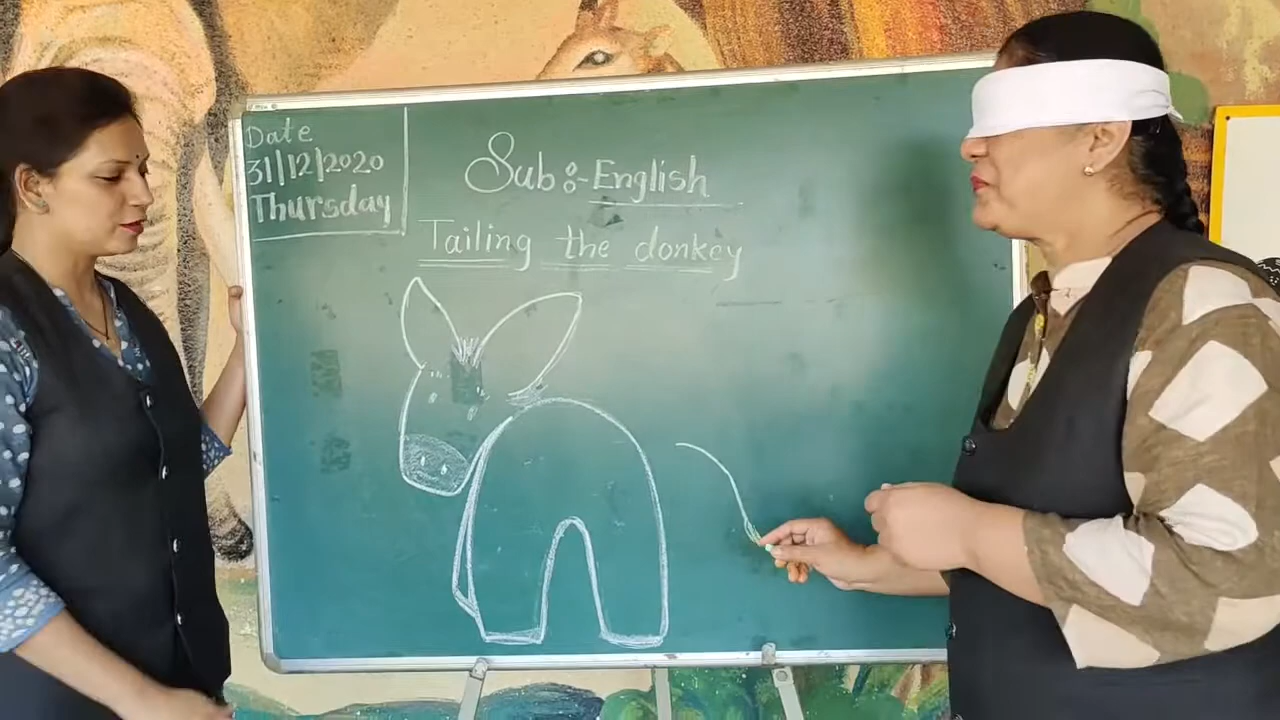 Date
31/12/2020
Thursday
Sub:- English
Tailing the donkey